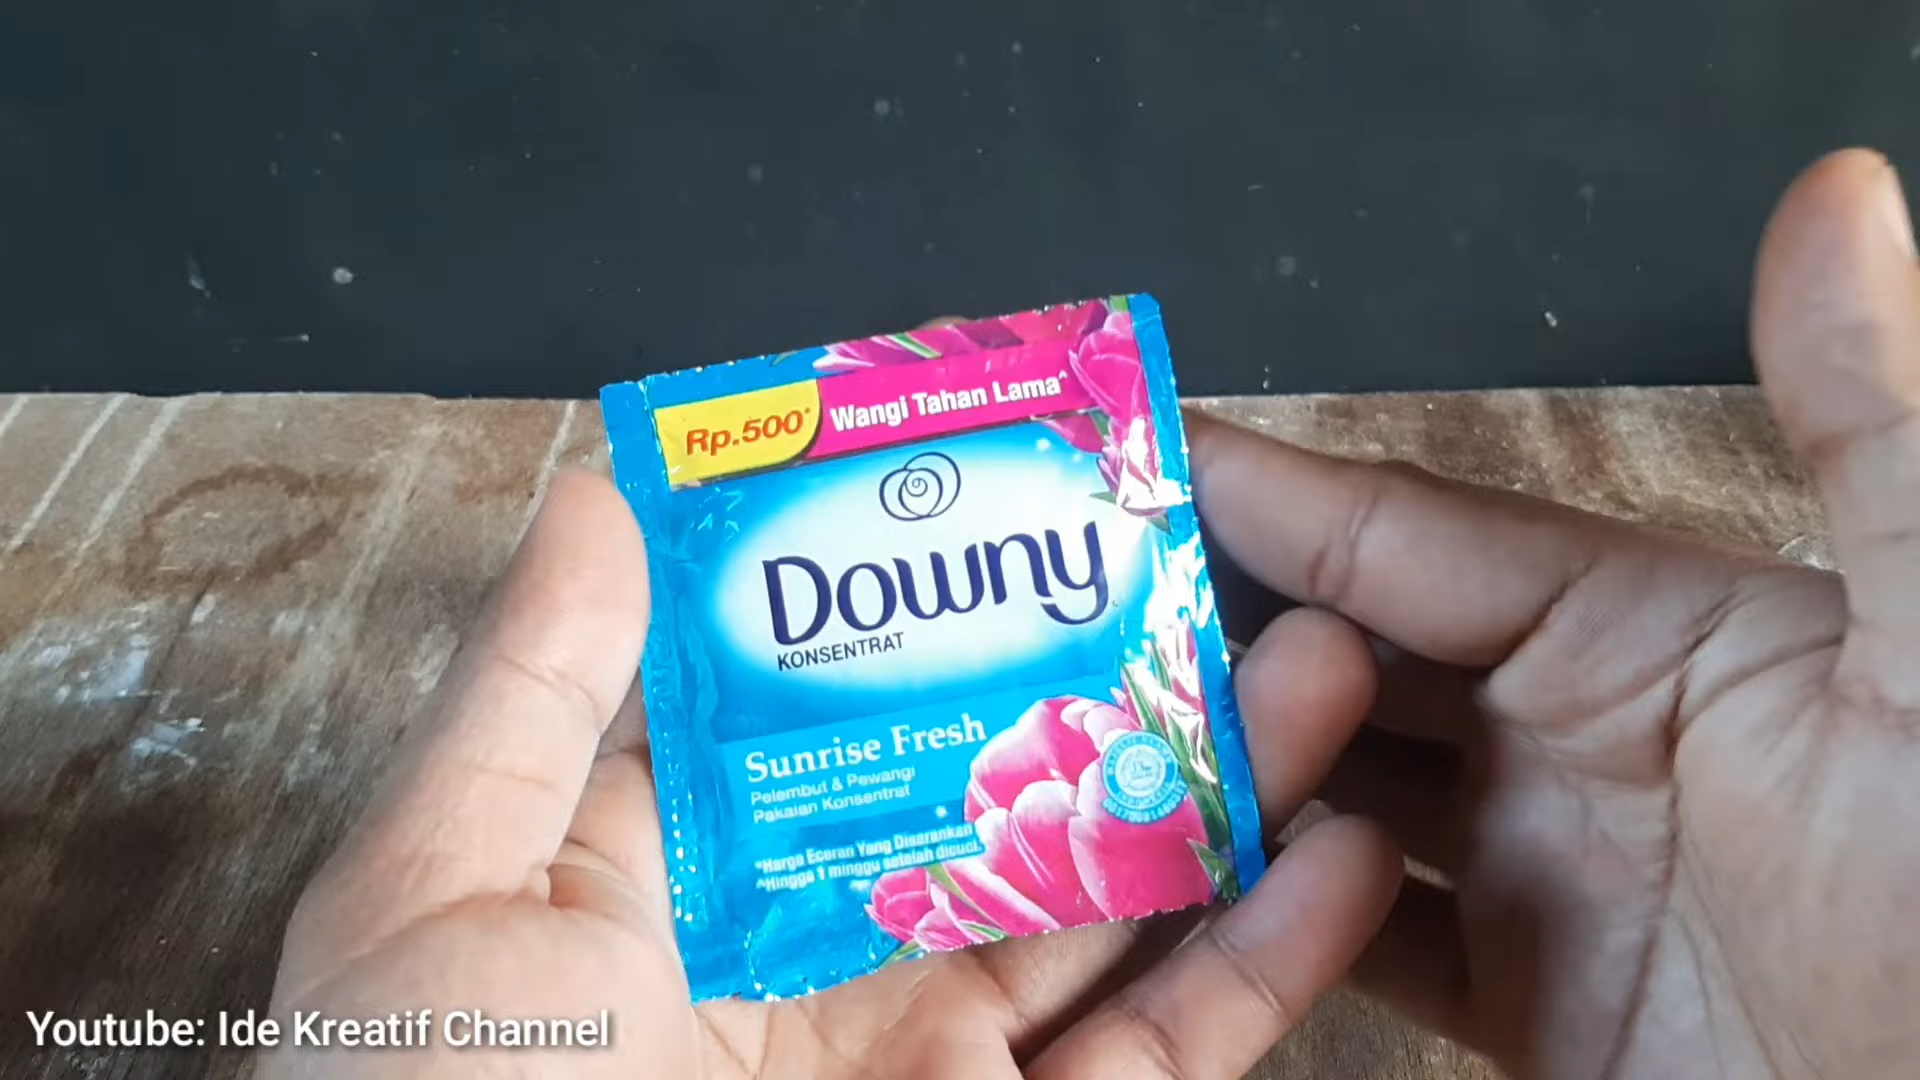 Rp.500*
Wangi Tahan Lama^
Downy
KONSENTRAT
Sunrise Fresh
Pelembut & Pewangi
Pakaian Konsentrat
*Harga Eceran Yang Disarankan
^Hingga 1 minggu setelah dicuci.
Youtube: Ide Kreatif Channel